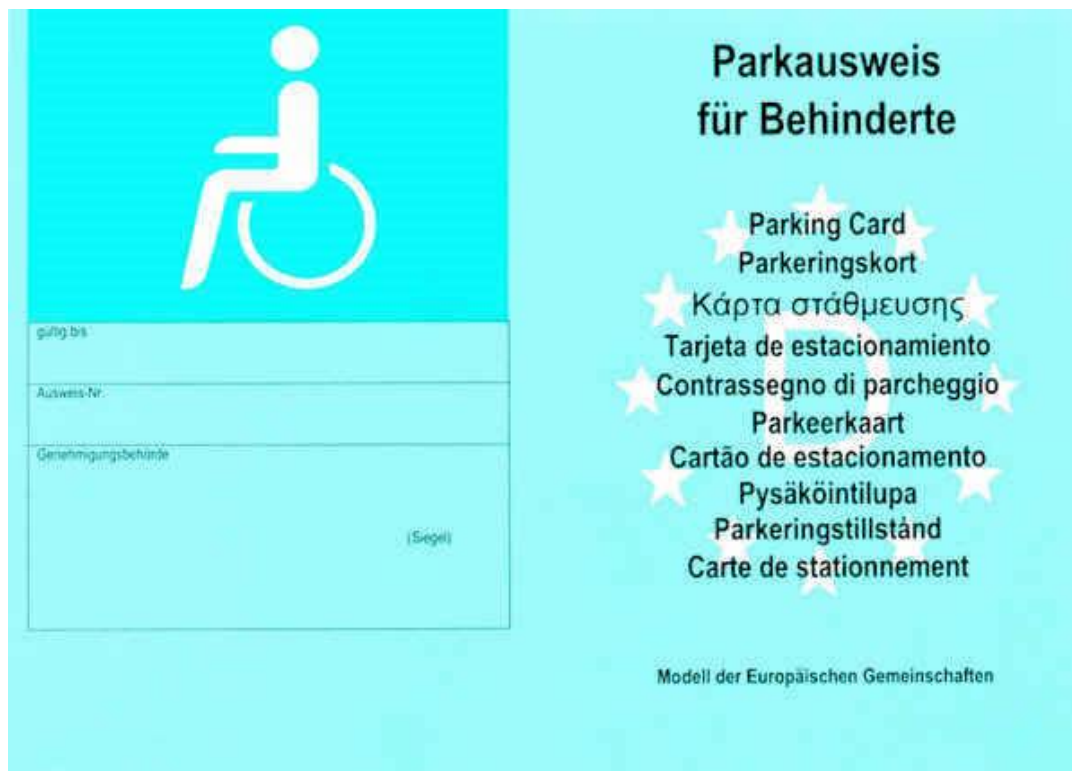 gültig bis
Ausweis-Nr.
Genehmigungsbehörde
(Siegel)
Parkausweis
für Behinderte
Parking Card
Parkeringskort
Κάρτα στάθμευσης
Tarjeta de estacionamiento
Contrassegno di parcheggio
Parkeerkaart
Cartão de estacionamento
Pysäköintilupa
Parkeringstillstånd
Carte de stationnement
D
Modell der Europäischen Gemeinschaften